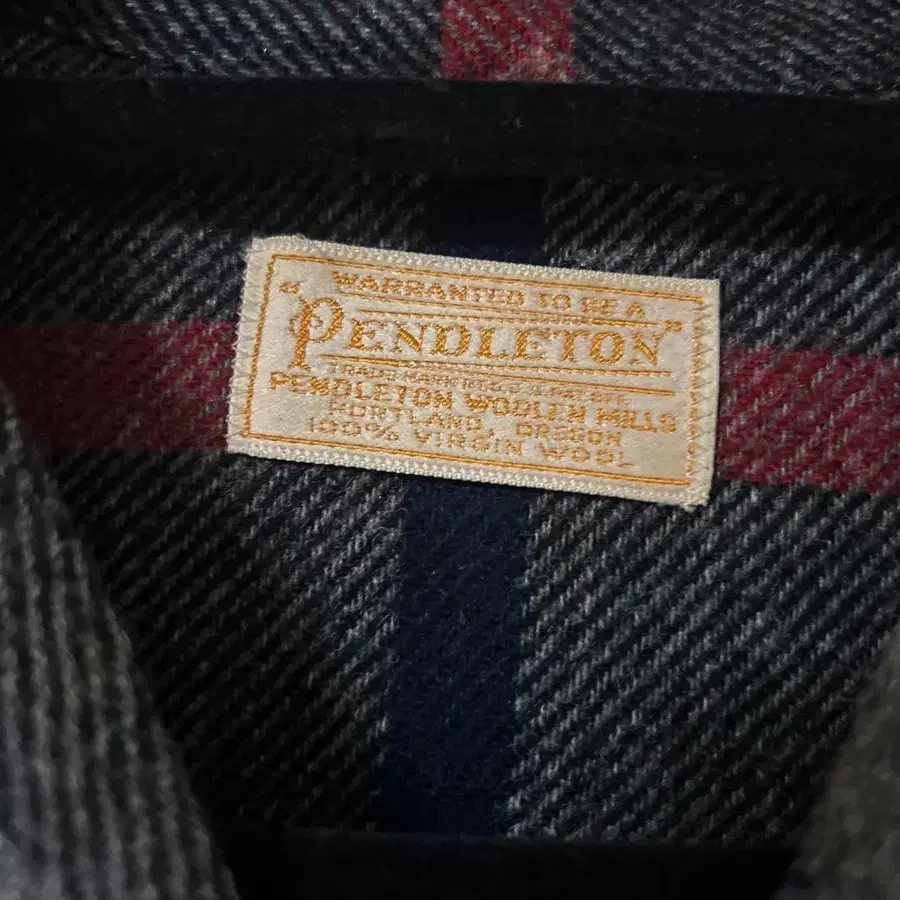 WARRANTED TO BE A
"PENDLETON"
PENDLETON WOOLEN MILLS
PORTLAND, OREGON
100% VIRGIN WOOL